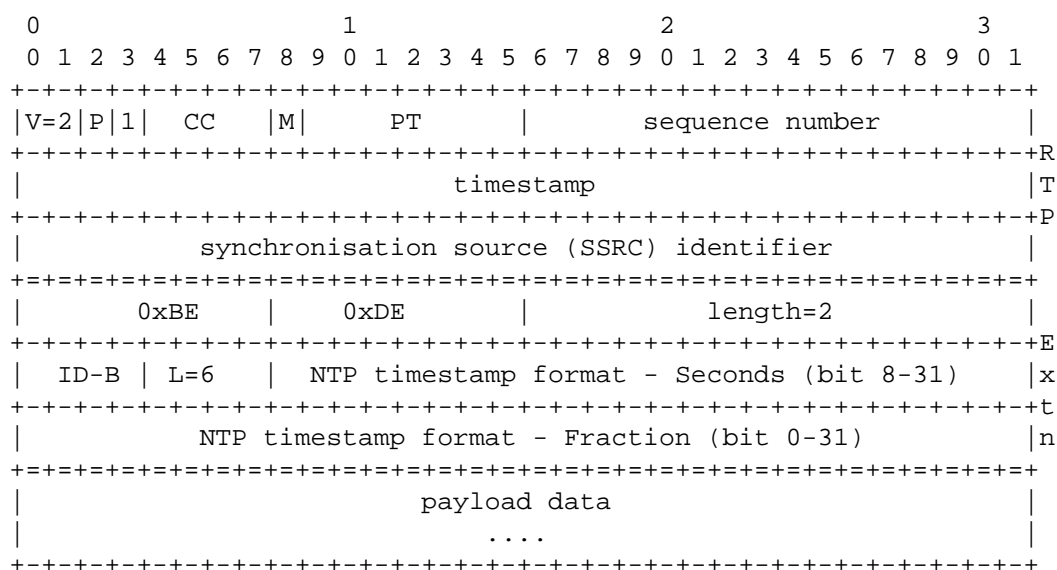 0                   1                   2                   3
 0 1 2 3 4 5 6 7 8 9 0 1 2 3 4 5 6 7 8 9 0 1 2 3 4 5 6 7 8 9 0 1
+-+-+-+-+-+-+-+-+-+-+-+-+-+-+-+-+-+-+-+-+-+-+-+-+-+-+-+-+-+-+-+-+
|V=2|P|1|  CC   |M|     PT      |       sequence number         |
+-+-+-+-+-+-+-+-+-+-+-+-+-+-+-+-+-+-+-+-+-+-+-+-+-+-+-+-+-+-+-+-+R
|                           timestamp                           |T
+-+-+-+-+-+-+-+-+-+-+-+-+-+-+-+-+-+-+-+-+-+-+-+-+-+-+-+-+-+-+-+-+P
|           synchronisation source (SSRC) identifier            |
+=+=+=+=+=+=+=+=+=+=+=+=+=+=+=+=+=+=+=+=+=+=+=+=+=+=+=+=+=+=+=+=+
|       0xBE    |    0xDE       |           length=2            |
+-+-+-+-+-+-+-+-+-+-+-+-+-+-+-+-+-+-+-+-+-+-+-+-+-+-+-+-+-+-+-+-+E
|  ID-B | L=6   |  NTP timestamp format - Seconds (bit 8-31)    |x
+-+-+-+-+-+-+-+-+-+-+-+-+-+-+-+-+-+-+-+-+-+-+-+-+-+-+-+-+-+-+-+-+t
|           NTP timestamp format - Fraction (bit 0-31)          |n
+=+=+=+=+=+=+=+=+=+=+=+=+=+=+=+=+=+=+=+=+=+=+=+=+=+=+=+=+=+=+=+=+
|                         payload data                          |
|                             ....                              |
+-+-+-+-+-+-+-+-+-+-+-+-+-+-+-+-+-+-+-+-+-+-+-+-+-+-+-+-+-+-+-+-+